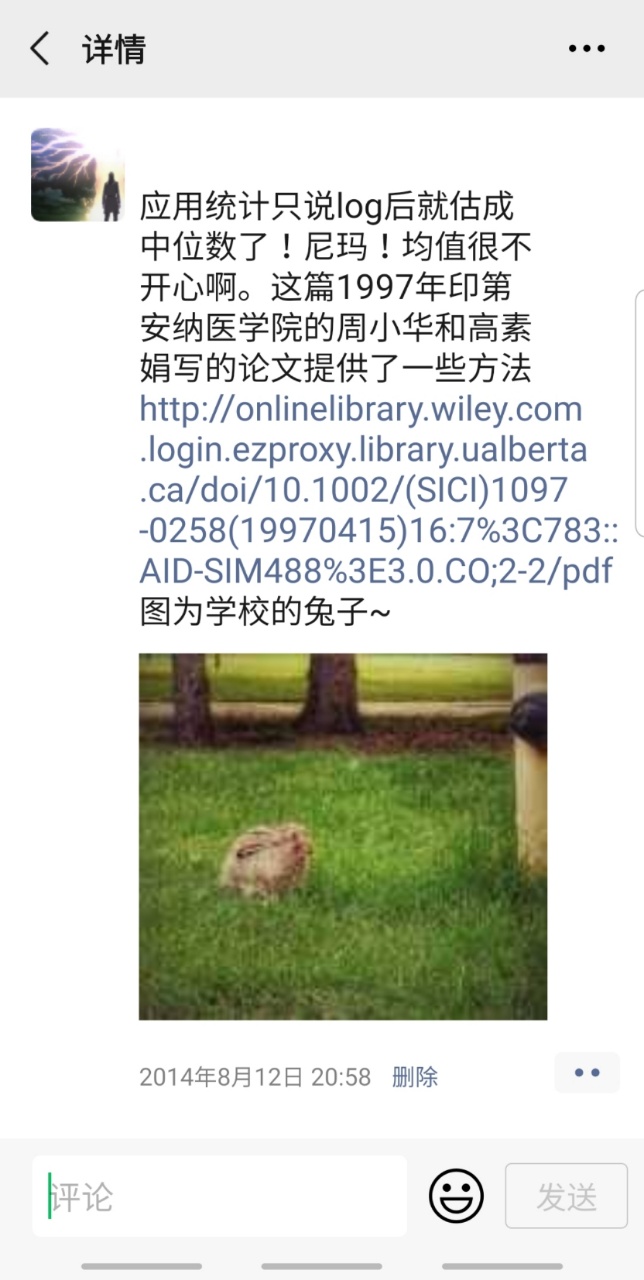 详情
应用统计只说log后就估成
中位数了！尼玛！均值很不
开心啊。这篇1997年印第
安纳医学院的周小华和高素
娟写的论文提供了一些方法
http://onlinelibrary.wiley.com
.login.ezproxy.library.ualberta
.ca/doi/10.1002/(SICI)1097
-0258(19970415)16:7%3C783::
AID-SIM488%3E3.0.CO;2-2/pdf
图为学校的兔子~
2014年8月12日 20:58 删除
评论 发送